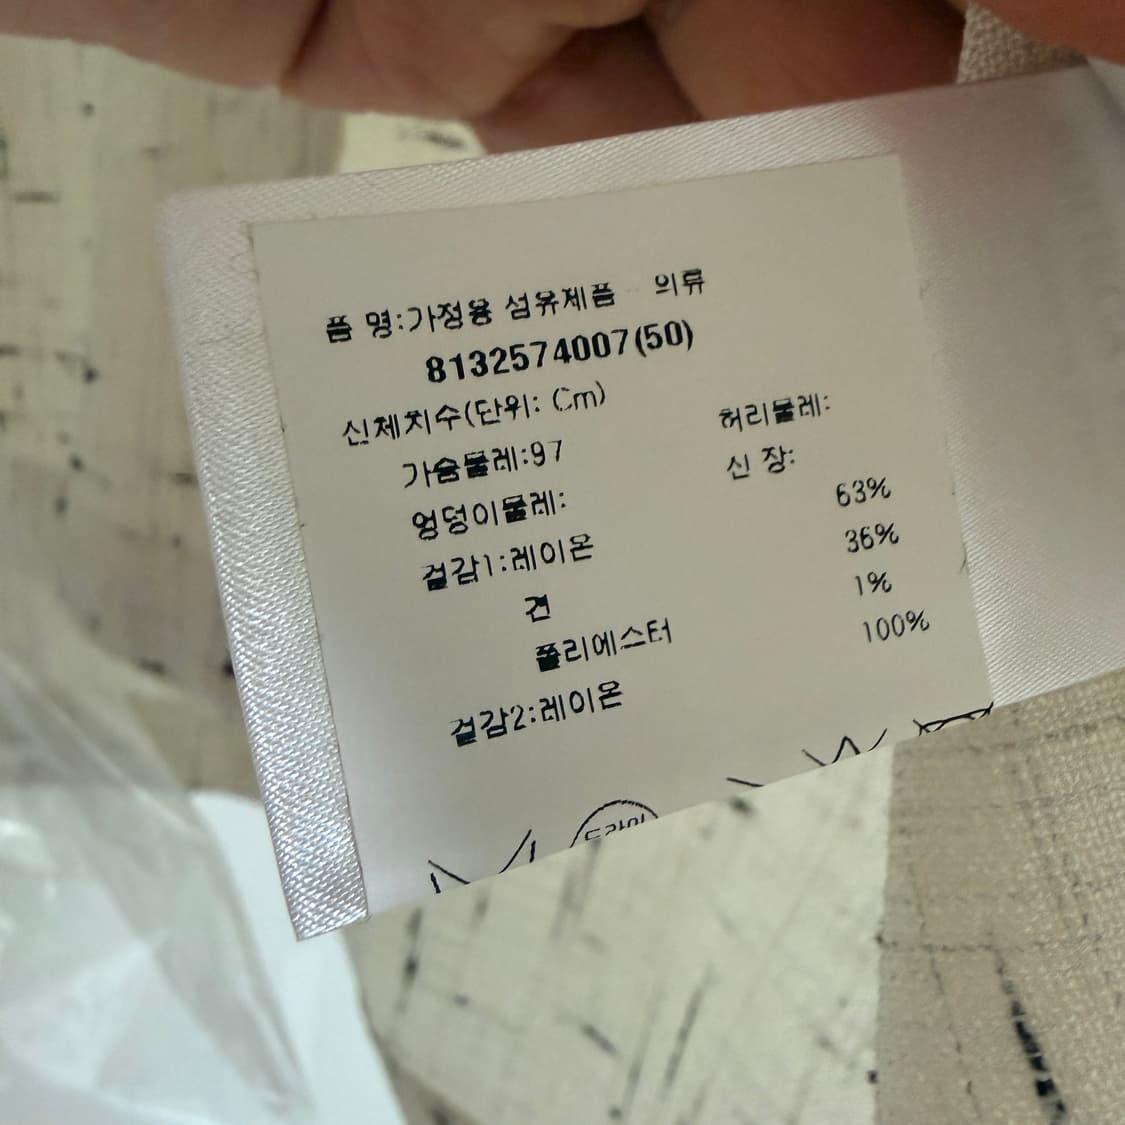 품 명:가정용 섬유제품 의류
8132574007(50)
신체치수(단위: Cm)
가슴둘레:97 허리둘레:
엉덩이둘레: 신 장:
겉감1:레이온 63%
견 36%
폴리에스터 1%
겉감2:레이온 100%
드라이